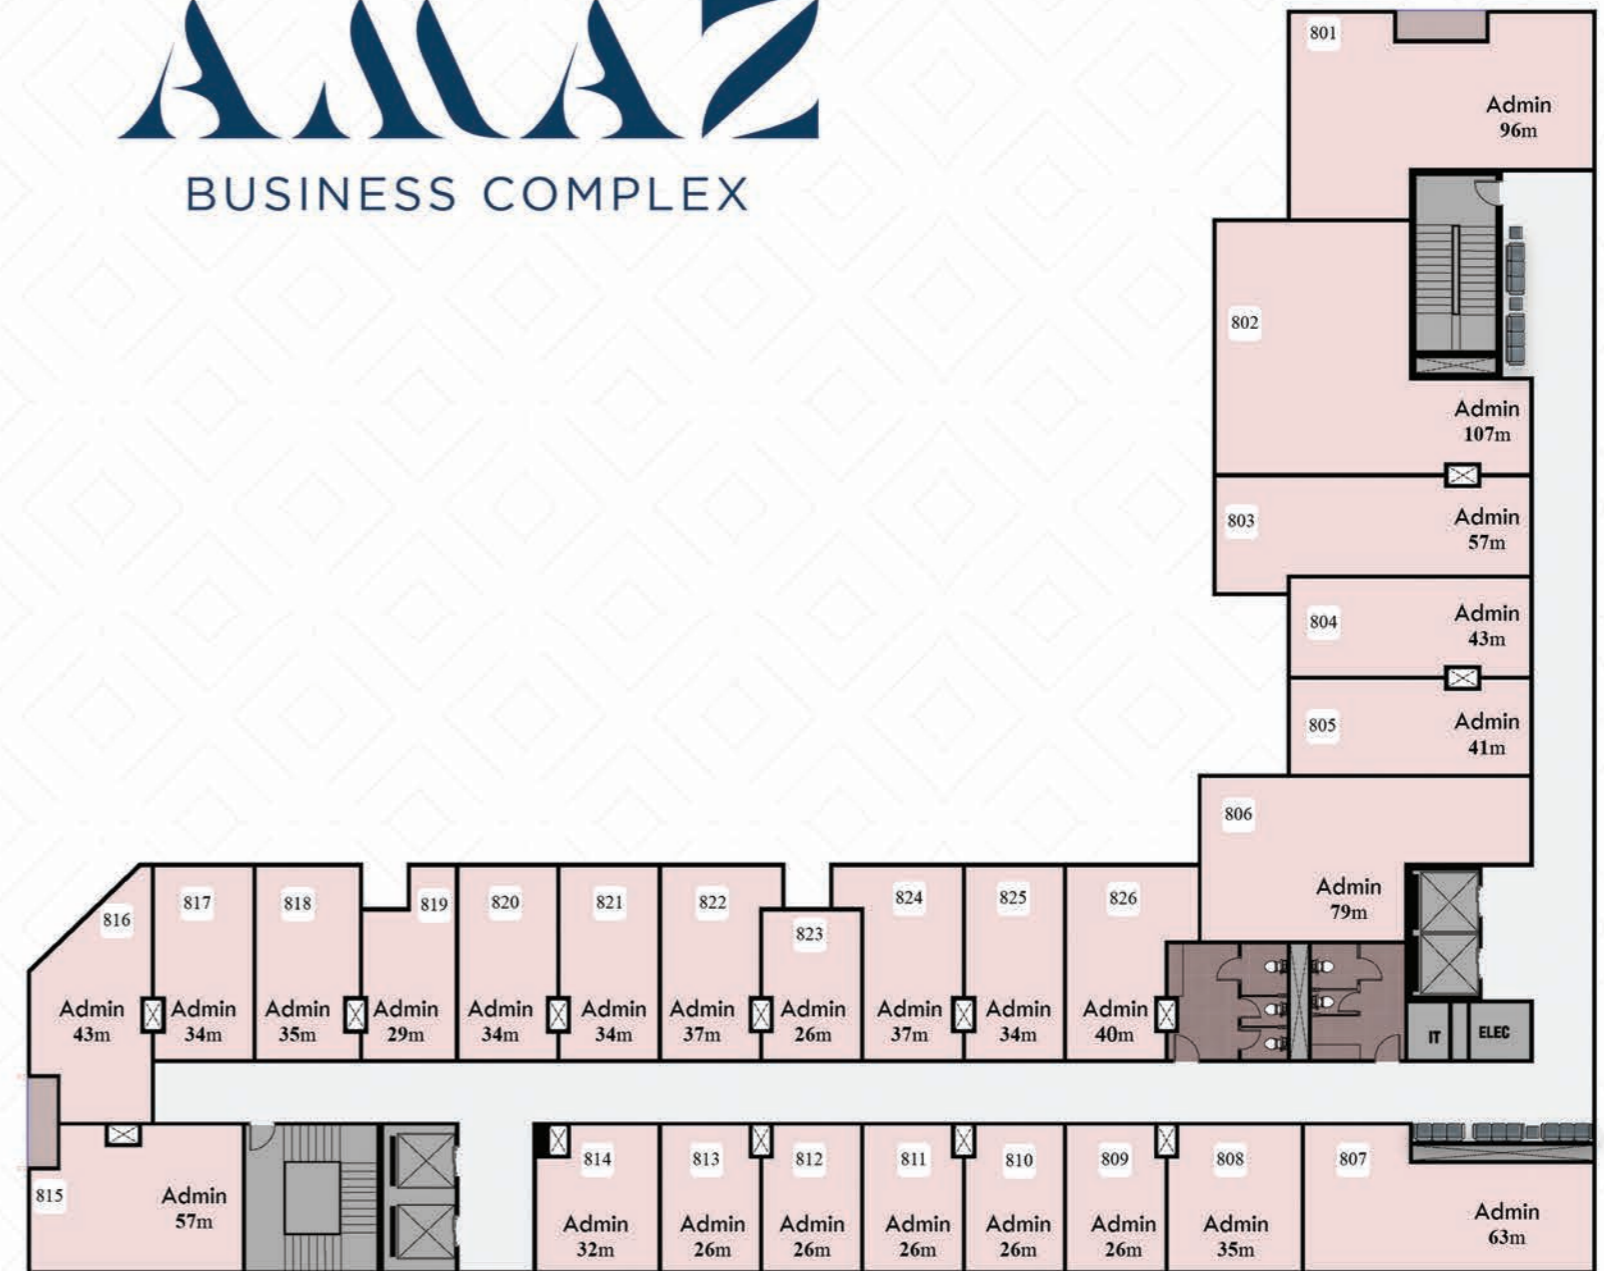 AMAZ
BUSINESS COMPLEX
801
Admin
96m
802
Admin
107m
803
Admin
57m
804
Admin
43m
805
Admin
41m
806
Admin
79m
816
817
818
819
820
821
822
823
824
825
826
Admin
43m
Admin
34m
Admin
35m
Admin
29m
Admin
34m
Admin
34m
Admin
37m
Admin
26m
Admin
37m
Admin
34m
Admin
40m
IT
ELEC
815
Admin
57m
814
Admin
32m
813
Admin
26m
812
Admin
26m
811
Admin
26m
810
Admin
26m
809
Admin
26m
808
Admin
35m
807
Admin
63m